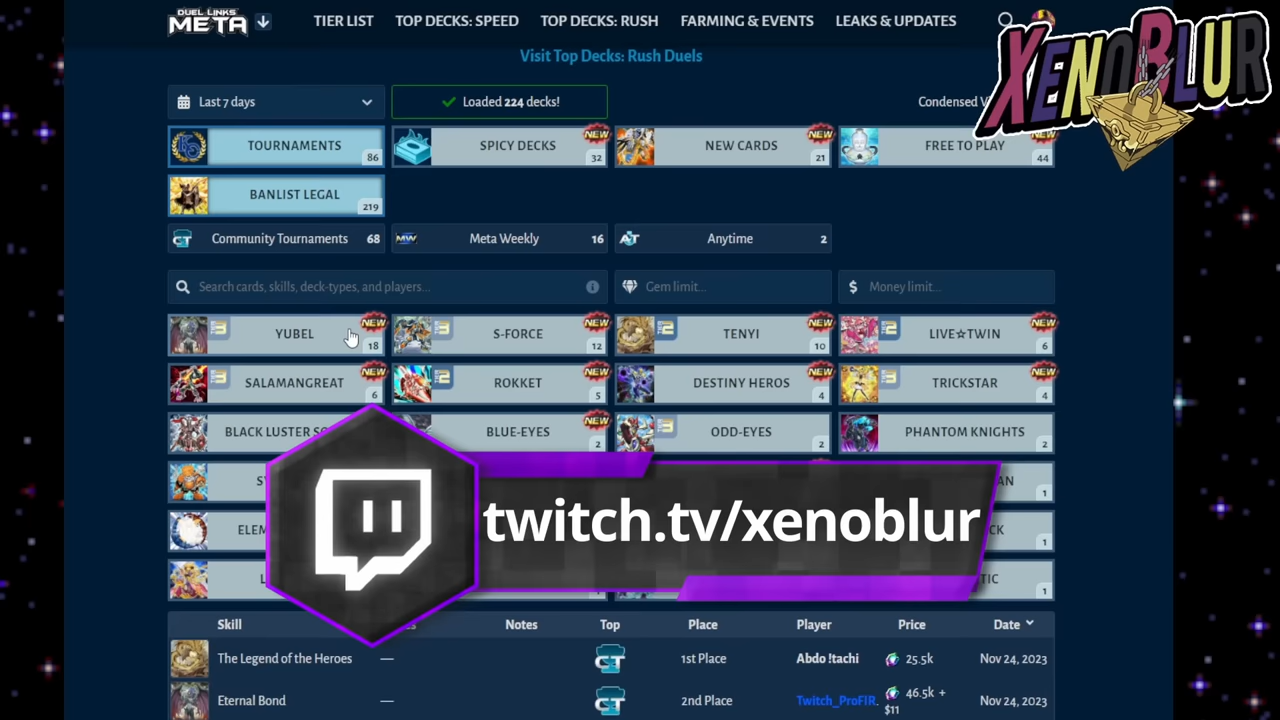 DUEL LINKS
META
TIER LIST
TOP DECKS: SPEED
TOP DECKS: RUSH
FARMING & EVENTS
LEAKS & UPDATES
XENOBLUR
Visit Top Decks: Rush Duels
Last 7 days
Loaded 224 decks!
Condensed
TOURNAMENTS
86
SPICY DECKS
NEW
32
NEW CARDS
NEW
21
FREE TO PLAY
NEW
44
BANLIST LEGAL
219
CT
Community Tournaments 68
MW
Meta Weekly 16
AT
Anytime 2
Search cards, skills, deck-types, and players...
Gem limit...
$ Money limit...
YUBEL
NEW
18
S-FORCE
NEW
12
TENYI
NEW
10
LIVE☆TWIN
NEW
6
SALAMANGREAT
NEW
6
ROKKET
NEW
5
DESTINY HEROS
NEW
4
TRICKSTAR
NEW
4
BLACK LUSTER
BLUE-EYES
NEW
2
ODD-EYES
2
PHANTOM KNIGHTS
2
1
1
1
twitch.tv/xenoblur
Skill
Notes
Top
Place
Player
Price
Date
The Legend of the Heroes
—
CT
1st Place
Abdo !tachi
25.5k
Nov 24, 2023
Eternal Bond
—
CT
2nd Place
Twitch_ProFIR.
46.5k +
$11
Nov 24, 2023